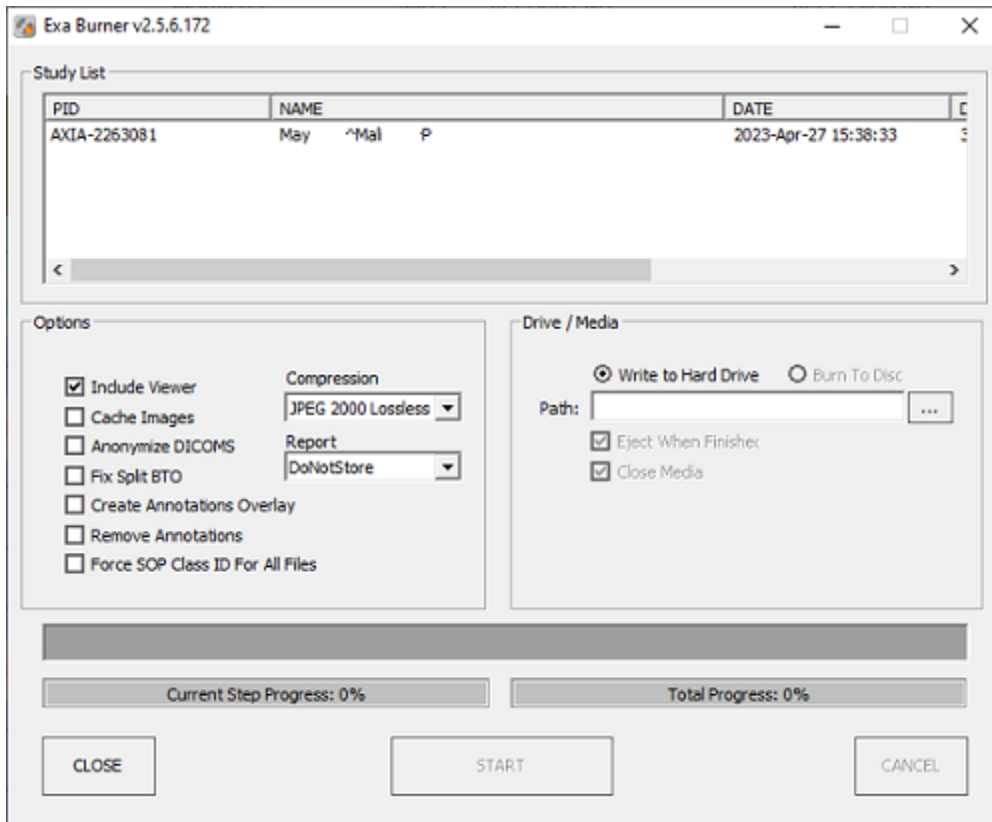 Exa Burner v2.5.6.172
Study List
PID NAME DATE
AXIA-2263081 May ^Mali P 2023-Apr-27 15:38:33
Options
Include Viewer
Cache Images
Anonymize DICOMS
Fix Split BTO
Create Annotations Overlay
Remove Annotations
Force SOP Class ID For All Files
Compression
JPEG 2000 Lossless
Report
DoNotStore
Drive / Media
Write to Hard Drive Burn To Disc
Path: ...
Eject When Finished
Close Media
Current Step Progress: 0% Total Progress: 0%
CLOSE START CANCEL